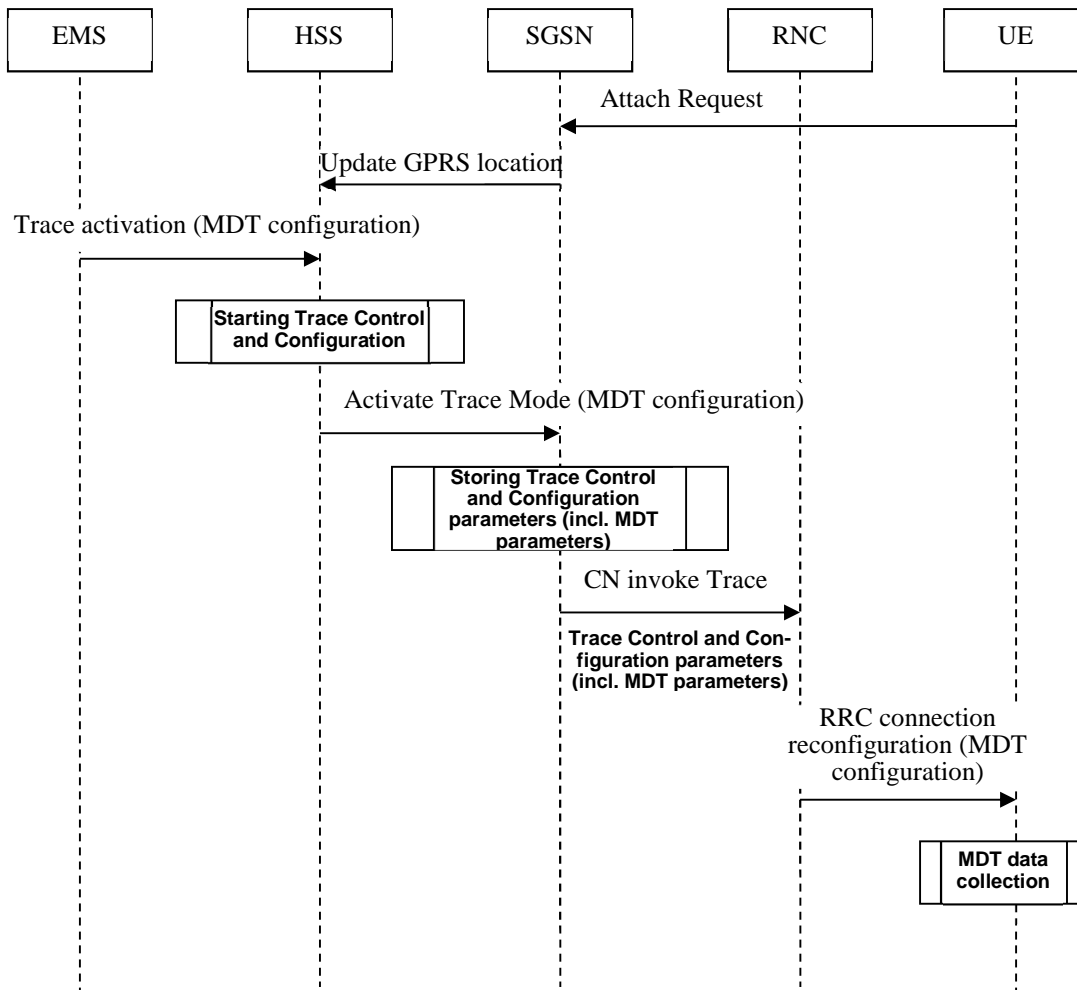 EMS
HSS
SGSN
RNC
UE
Attach Request
Update GPRS location
Trace activation (MDT configuration)
Starting Trace Control
and Configuration
Activate Trace Mode (MDT configuration)
Storing Trace Control
and Configuration
parameters (incl. MDT
parameters)
CN invoke Trace
Trace Control and Con-
figuration parameters
(incl. MDT parameters)
RRC connection
reconfiguration (MDT
configuration)
MDT data
collection